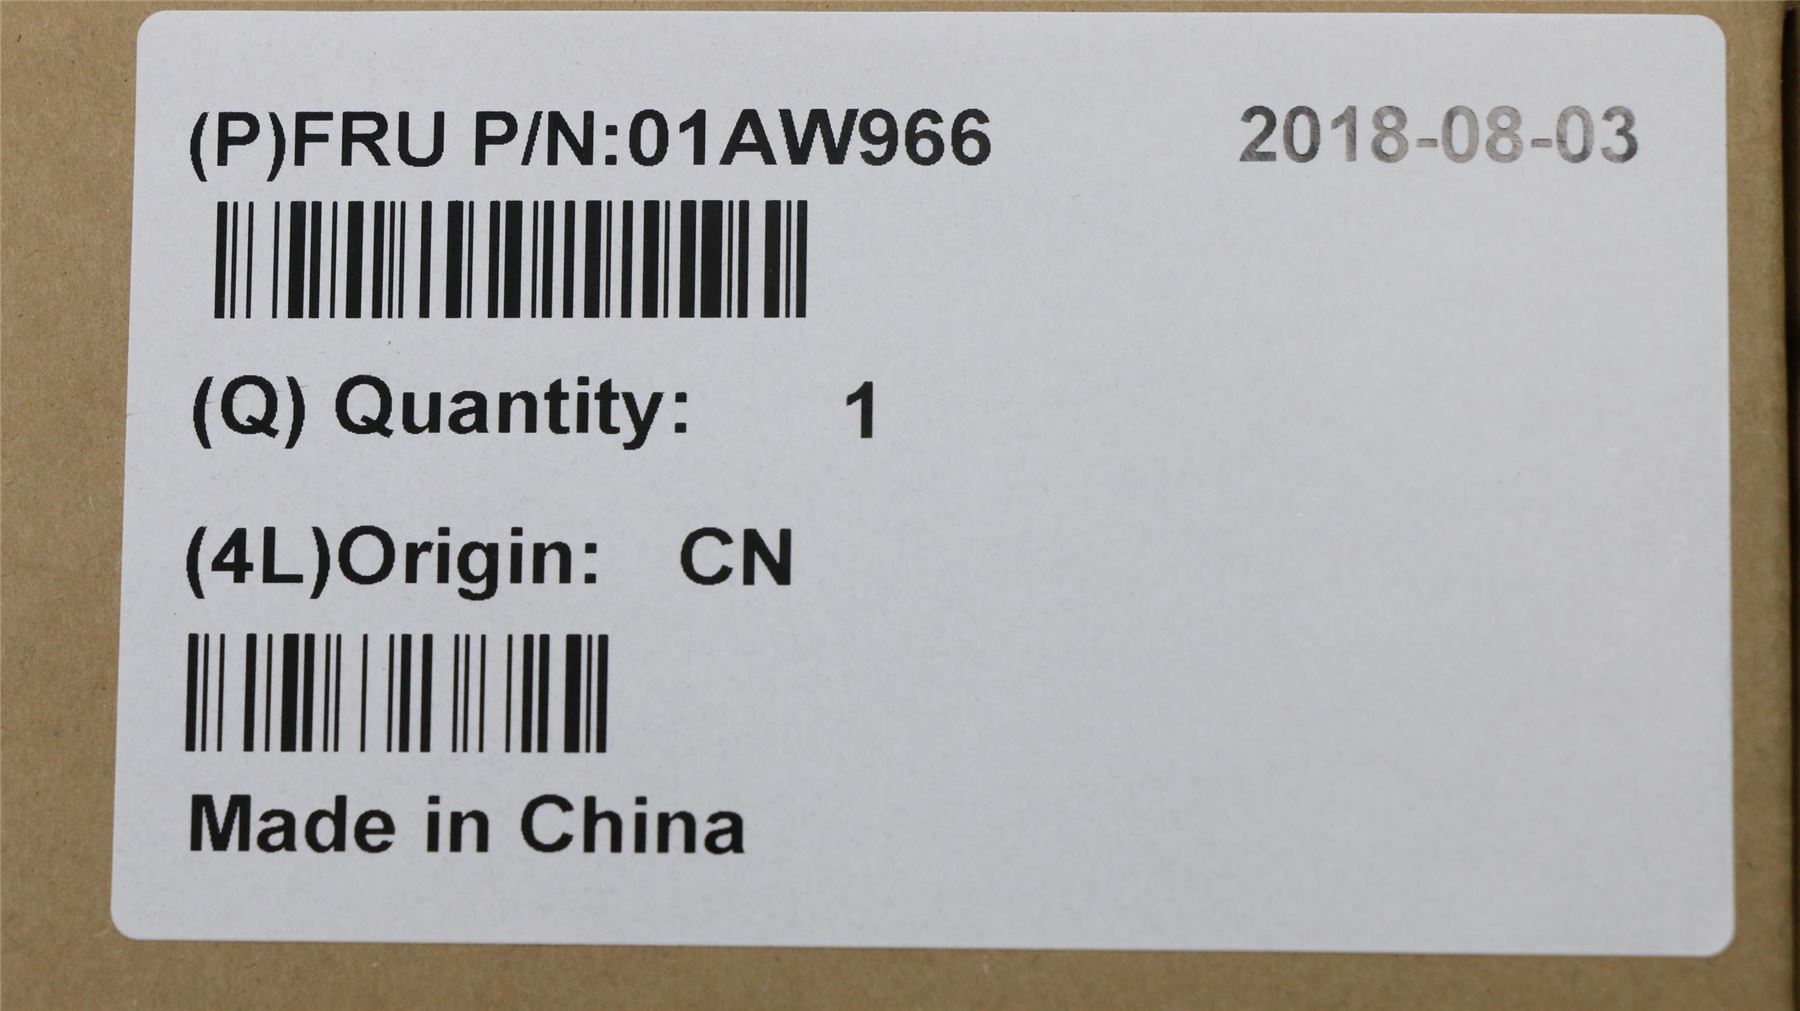 (P)FRU P/N:01AW966 2018-08-03
(Q) Quantity: 1
(4L)Origin: CN
Made in China